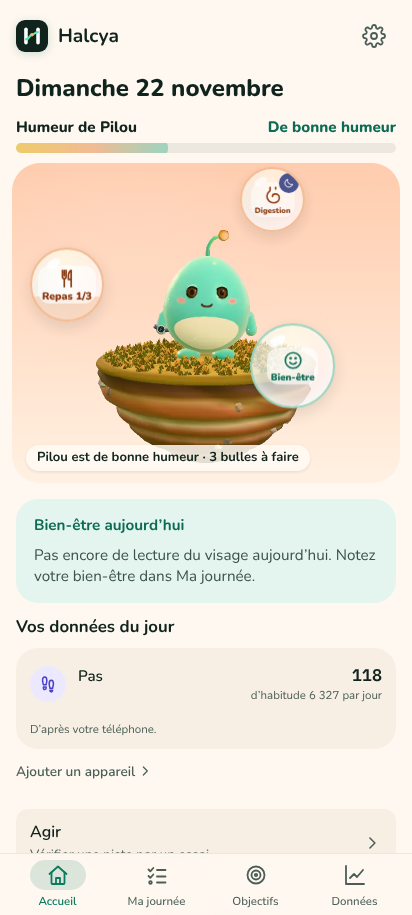 Halcya
Dimanche 22 novembre
Humeur de Pilou
De bonne humeur
Digestion
Repas 1/3
Bien-être
Pilou est de bonne humeur · 3 bulles à faire
Bien-être aujourd’hui
Pas encore de lecture du visage aujourd’hui. Notez
votre bien-être dans Ma journée.
Vos données du jour
Pas
118
d’habitude 6 327 par jour
D’après votre téléphone.
Ajouter un appareil
Agir
Accueil
Ma journée
Objectifs
Données